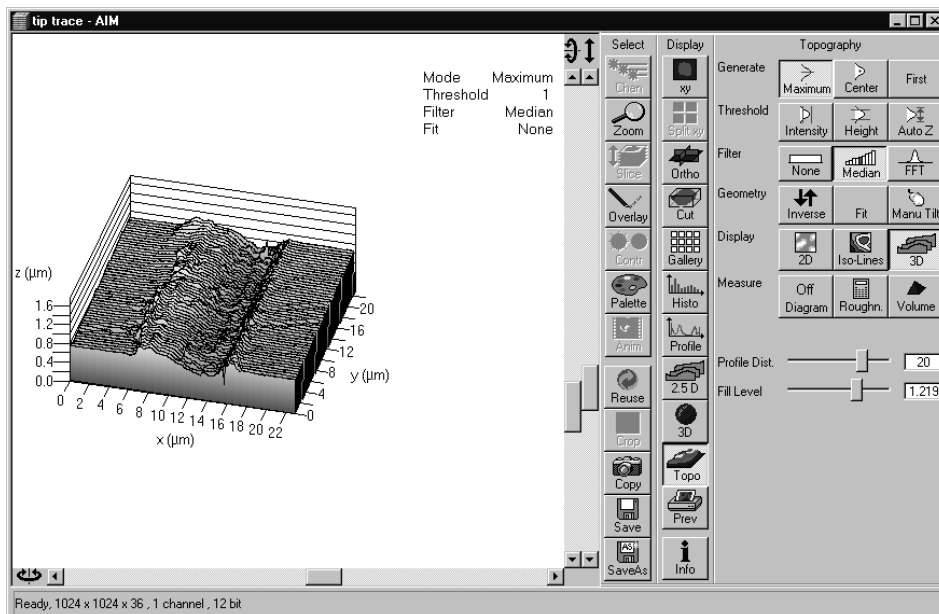 tip trace - AIM
Mode Maximum
Threshold 1
Filter Median
Fit None
z (µm)
1.6
1.2
0.8
0.4
0.0
0 2 4 6 8 10 12 14 16 18 20 22
x (µm)
0
4
8
12
16
20
y (µm)
Select
Chan
Zoom
Slice
Overlay
Contr
Palette
Anim
Reuse
Crop
Copy
Save
AS
SaveAs
Display
xy
Split xy
Ortho
Cut
Gallery
Histo
Profile
2.5 D
3D
Topo
Prev
Info
Topography
Generate Maximum Center First
Threshold Intensity Height Auto Z
Filter None Median FFT
Geometry Inverse Fit Manu Tilt
Display 2D Iso-Lines 3D
Measure Off Diagram Roughn. Volume
Profile Dist. 20
Fill Level 1.219
Ready, 1024 x 1024 x 36 , 1 channel , 12 bit